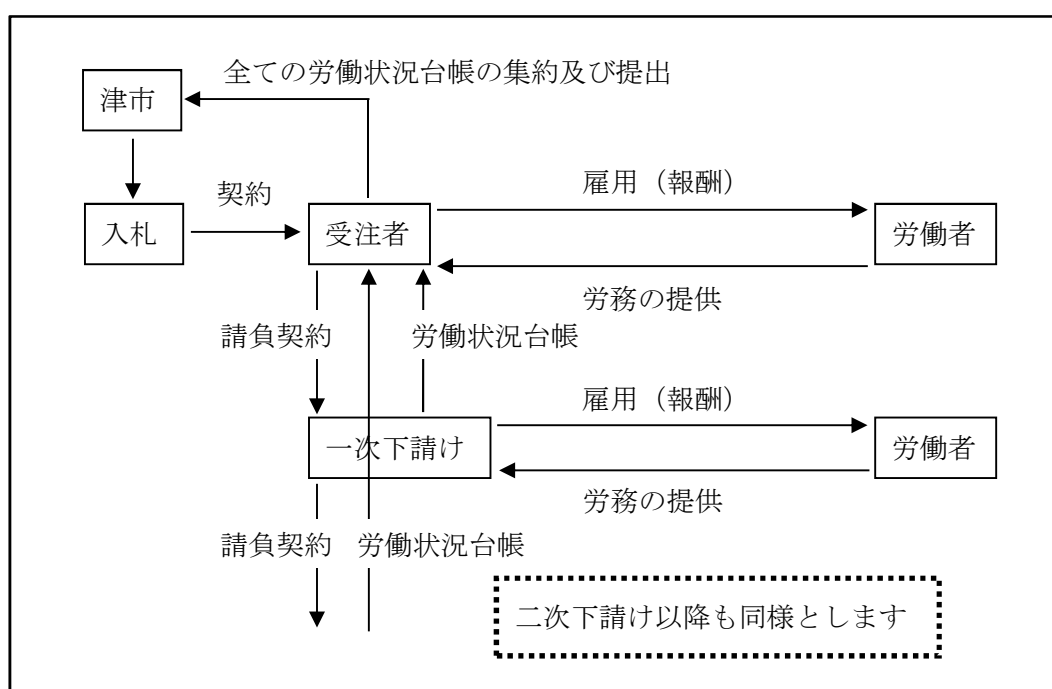 全ての労働状況台帳の集約及び提出
津市
雇用（報酬）
契約
入札
受注者
労働者
労務の提供
請負契約
労働状況台帳
雇用（報酬）
一次下請け
労働者
労務の提供
請負契約
労働状況台帳
二次下請け以降も同様とします